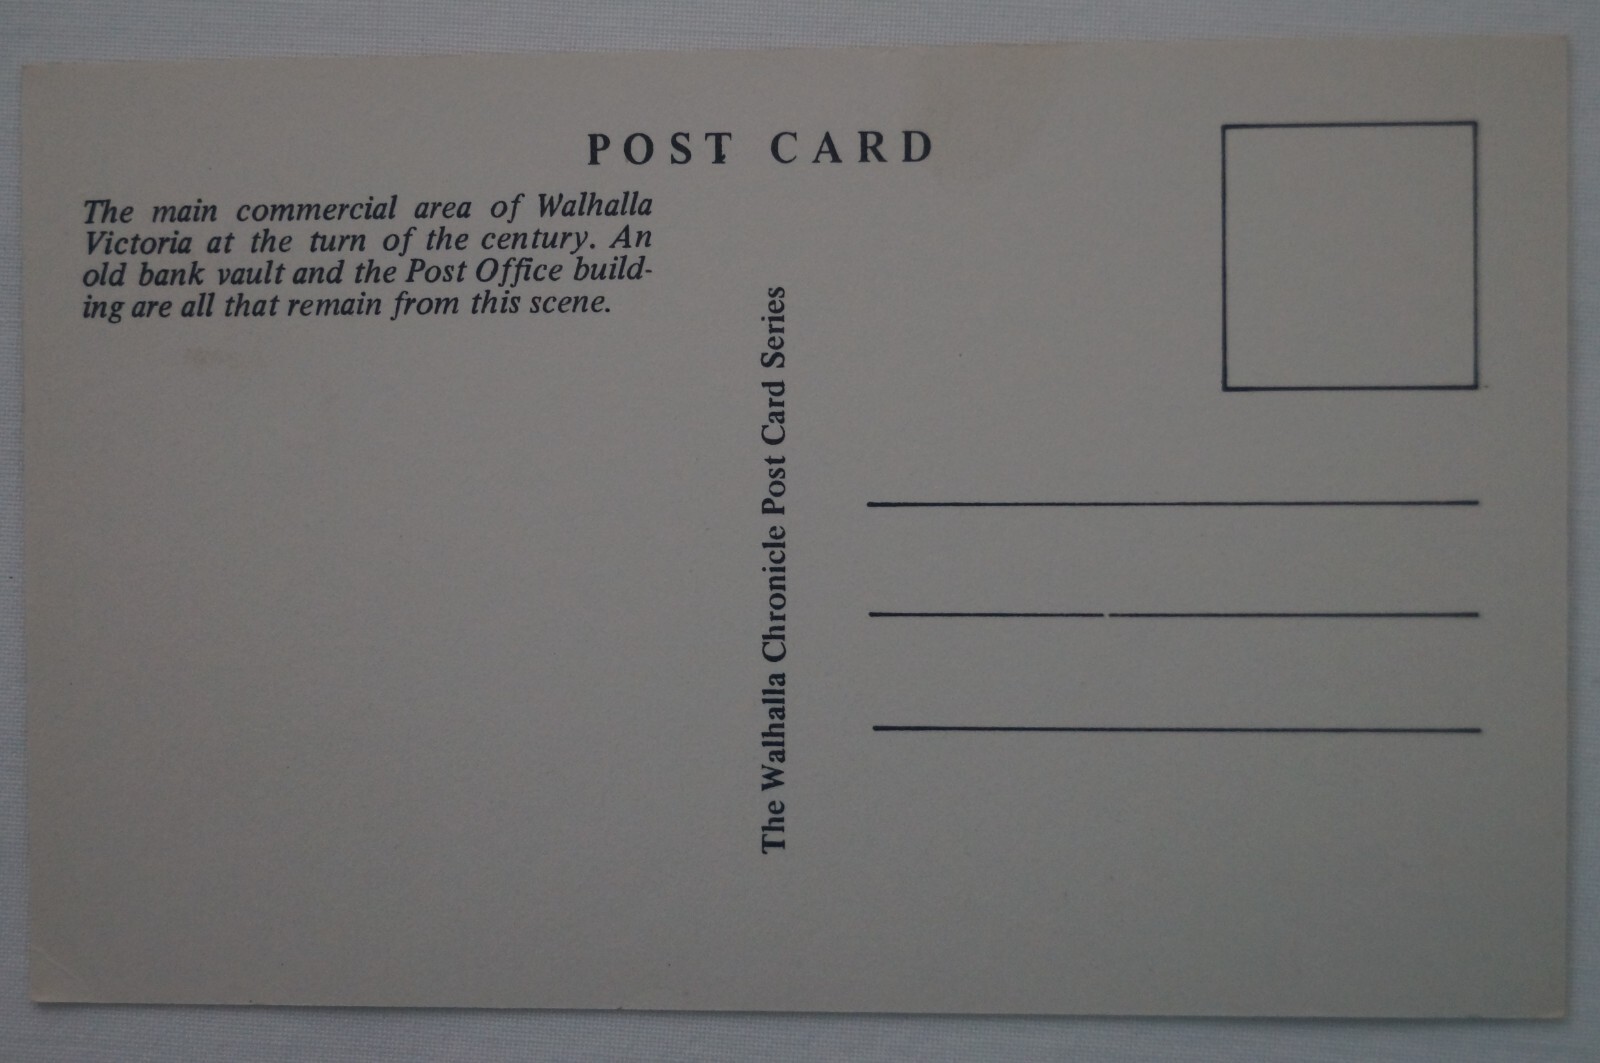 POST CARD
The main commercial area of Walhalla
Victoria at the turn of the century. An
old bank vault and the Post Office build-
ing are all that remain from this scene.
The Walhalla Chronicle Post Card Series